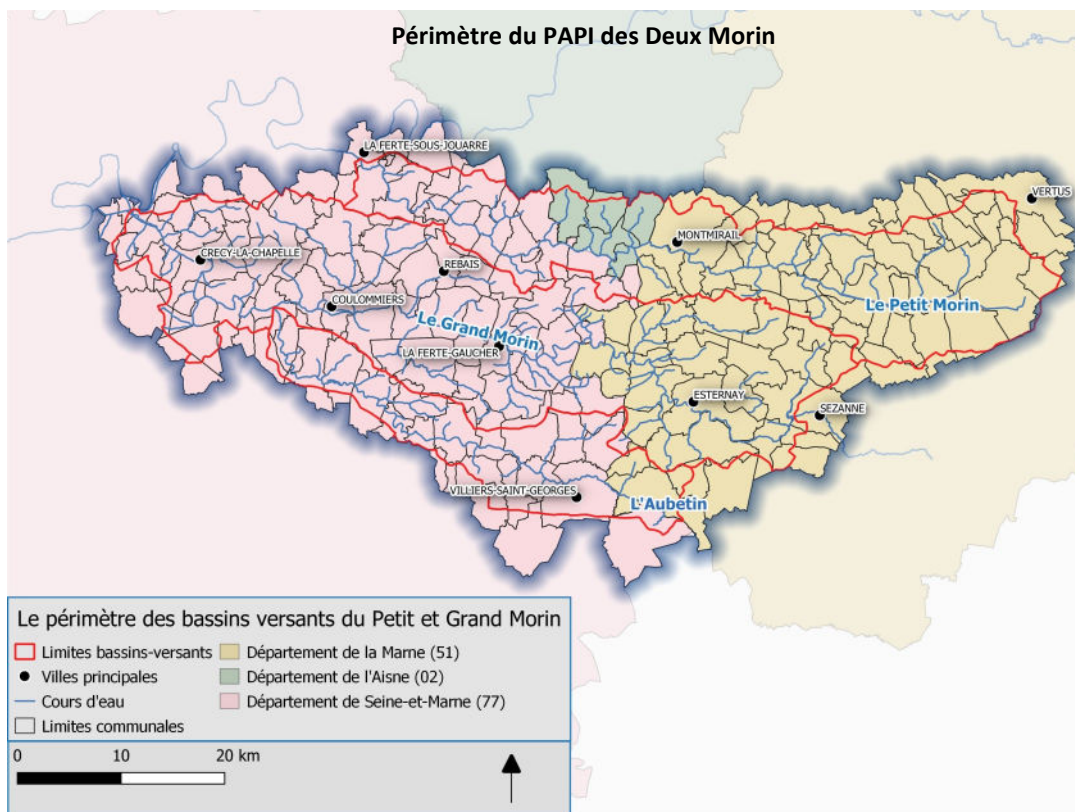 Périmètre du PAPI des Deux Morin
LA FERTE-SOUS-JOUARRE
VERTUS
MONTMIRAIL
CRECY-LA-CHAPELLE
REBAIS
COULOMMIERS
Le Petit Morin
Le Grand Morin
LA FERTE-GAUCHER
ESTERNAY
SEZANNE
VILLIERS-SAINT-GEORGES
L'Aubetin
Le périmètre des bassins versants du Petit et Grand Morin
Limites bassins-versants
Villes principales
Cours d'eau
Limites communales
Département de la Marne (51)
Département de l'Aisne (02)
Département de Seine-et-Marne (77)
0 10 20 km